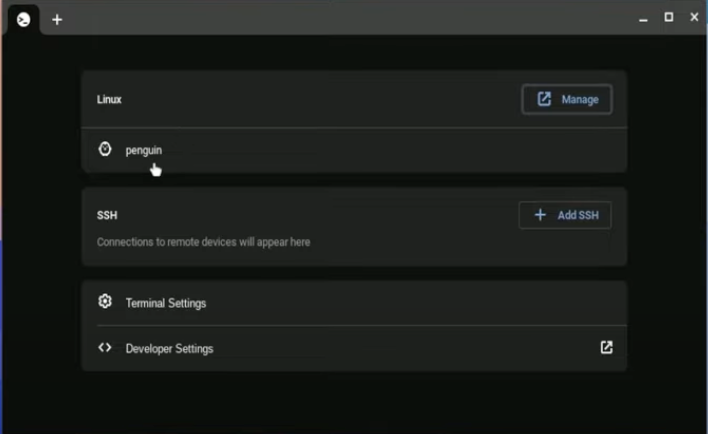 Linux
Manage
penguin
SSH
Add SSH
Connections to remote devices will appear here
Terminal Settings
Developer Settings